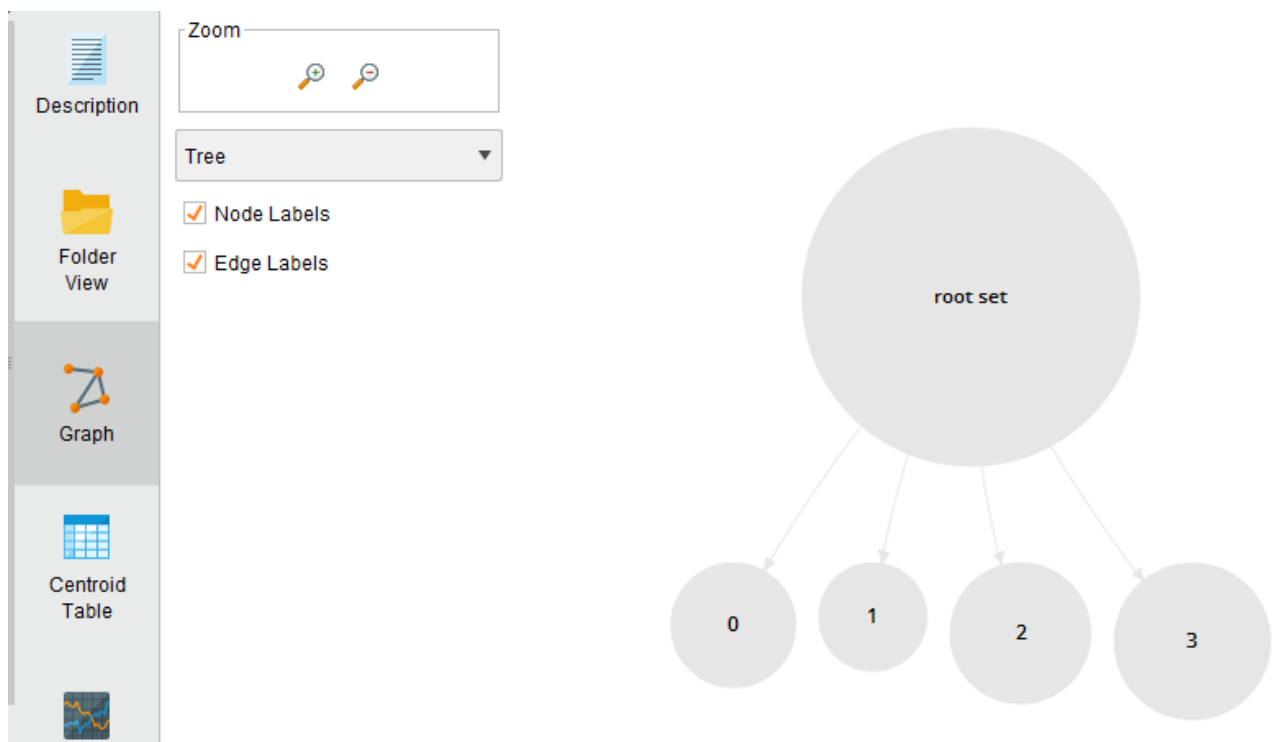 Description
Folder
View
Graph
Centroid
Table
Zoom
Tree
Node Labels
Edge Labels
root set
0
1
2
3